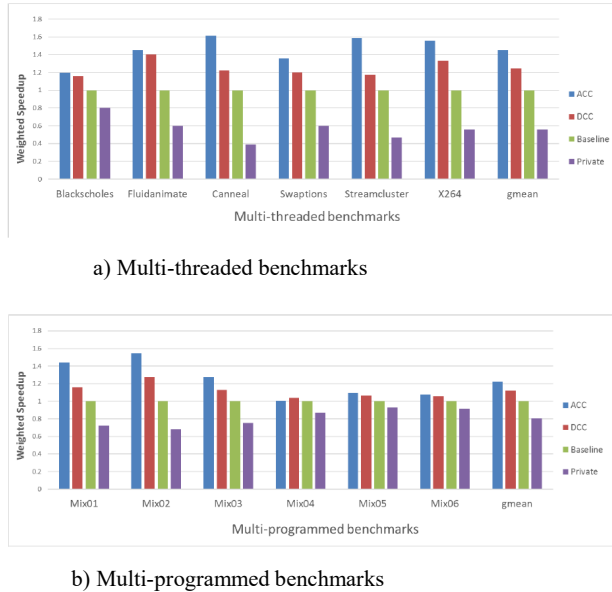 1.8
1.6
1.4
1.2
1
0.8
0.6
0.4
0.2
0
Weighted Speedup
Blackscholes Fluidanimate Canneal Swaptions Streamcluster X264 gmean
Multi-threaded benchmarks
ACC
DCC
Baseline
Private
a) Multi-threaded benchmarks
1.8
1.6
1.4
1.2
1
0.8
0.6
0.4
0.2
0
Weighted Speedup
Mix01 Mix02 Mix03 Mix04 Mix05 Mix06 gmean
Multi-programmed benchmarks
ACC
DCC
Baseline
Private
b) Multi-programmed benchmarks